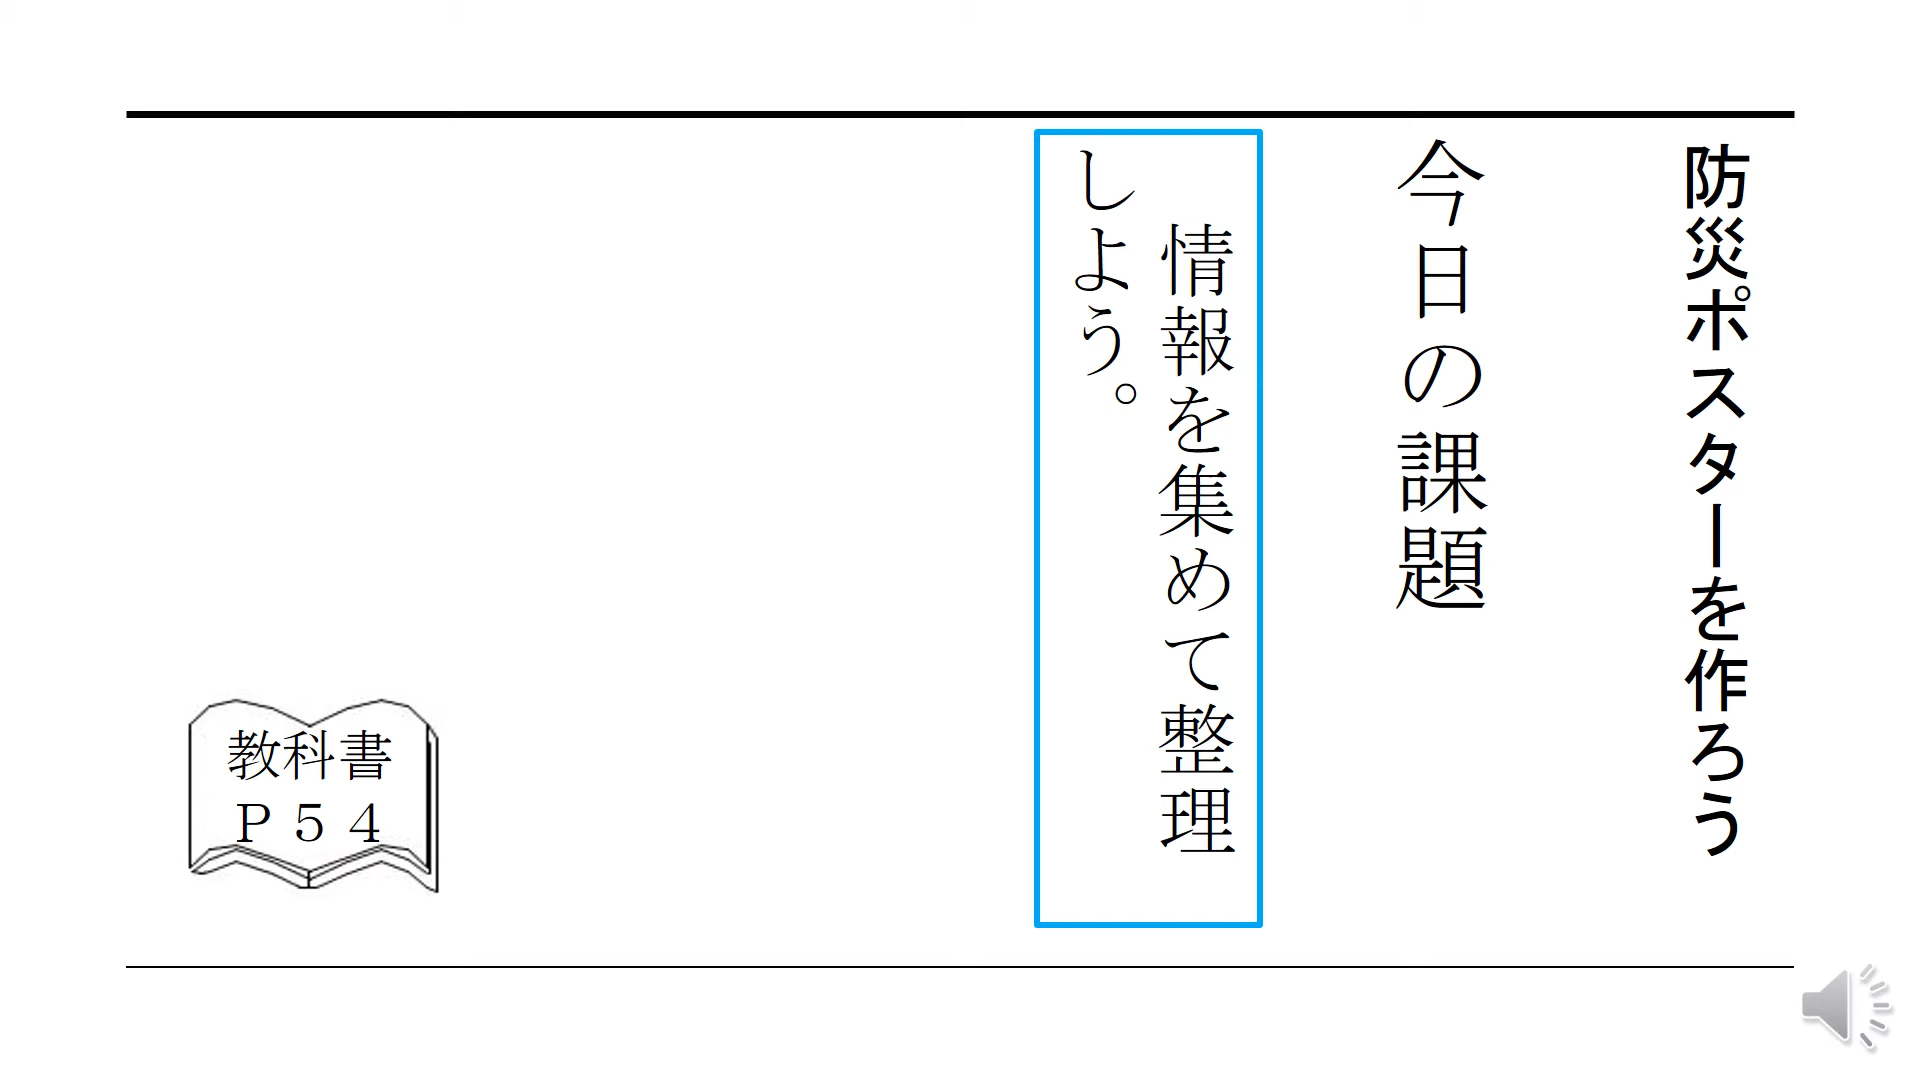 防災ポスターを作ろう
今日の課題
情報を集めて整理
しよう。
教科書
Ｐ５４